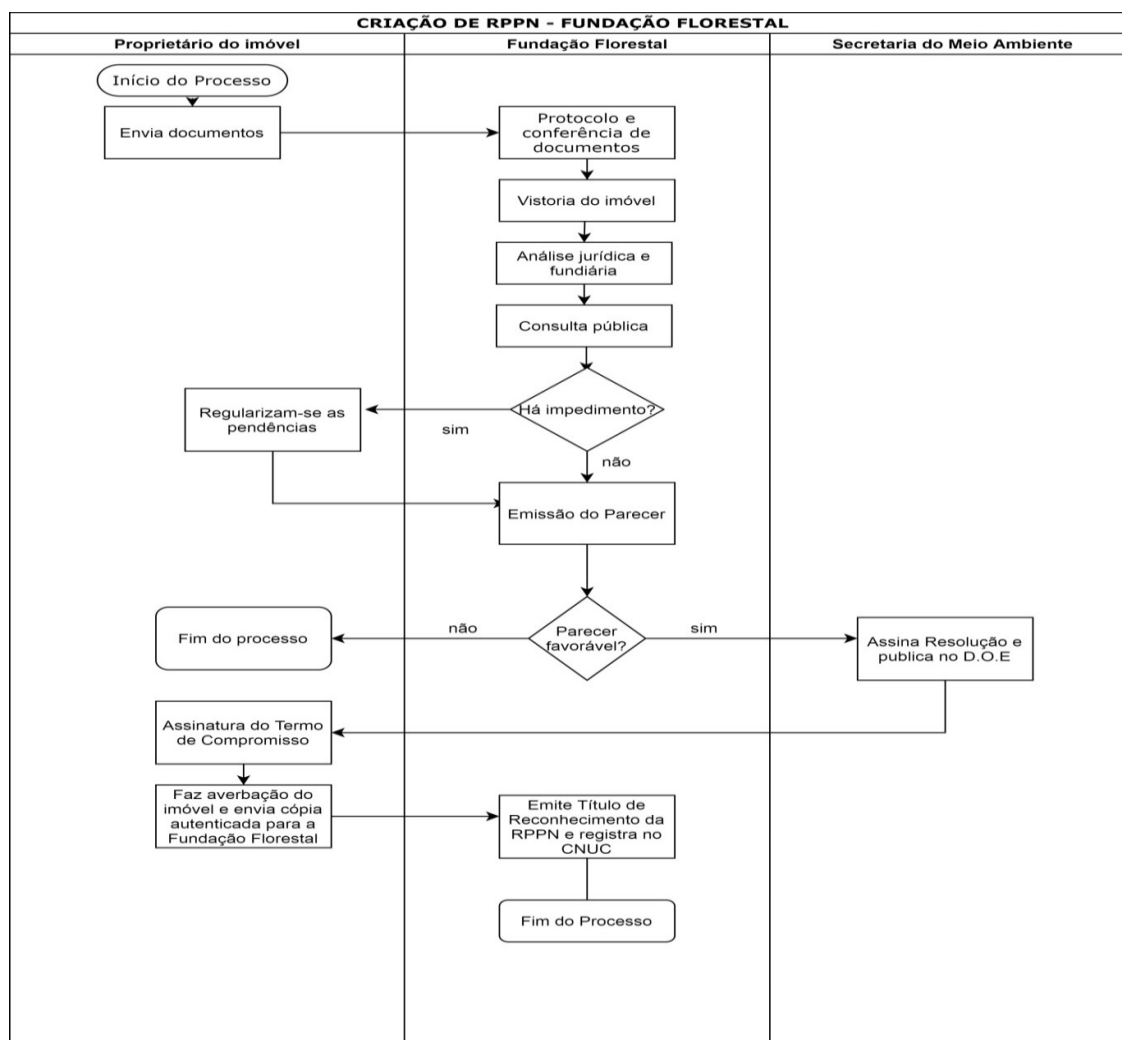 CRIAÇÃO DE RPPN - FUNDAÇÃO FLORESTAL
Proprietário do imóvel
Fundação Florestal
Secretaria do Meio Ambiente
Início do Processo
Envia documentos
Protocolo e
conferência de
documentos
Vistoria do imóvel
Análise jurídica e
fundiária
Consulta pública
Há impedimento?
sim
não
Regularizam-se as
pendências
Emissão do Parecer
Parecer
favorável?
não
sim
Fim do processo
Assina Resolução e
publica no D.O.E
Assinatura do Termo
de Compromisso
Faz averbação do
imóvel e envia cópia
autenticada para a
Fundação Florestal
Emite Título de
Reconhecimento da
RPPN e registra no
CNUC
Fim do Processo